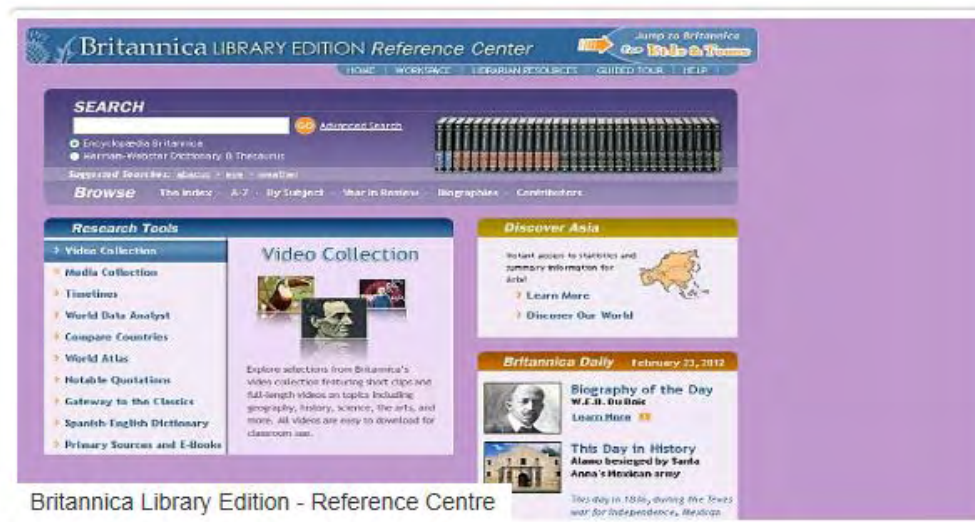 Britannica LIBRARY EDITION Reference Center
Jump to Britannica
For Kids & Teens
HOME | WORKSPACE | LIBRARIAN RESOURCES | GUIDED TOUR | HELP |
SEARCH
GO Advanced Search
Encyclopædia Britannica
Merriam-Webster Dictionary & Thesaurus
Suggested Searches: abacus - eye - weather
Browse The Index - A-Z - By Subject - Year in Review - Biographies - Contributors
Research Tools
Video Collection
Media Collection
Timelines
World Data Analyst
Compare Countries
World Atlas
Notable Quotations
Gateway to the Classics
Spanish-English Dictionary
Primary Sources and E-Books
Video Collection
Explore selections from Britannica's
video collection featuring short clips and
full-length videos on topics including
geography, history, science, the arts, and
more. All videos are easy to download for
classroom use.
Discover Asia
Instant access to statistics and
summary information for
Asia!
Learn More
Discover Our World
Britannica Daily February 23, 2012
Biography of the Day
W.E.B. Du Bois
Learn More
This Day in History
Alamo besieged by Santa
Anna's Mexican army
This day in 1836, during the Texas
war for independence, Mexican
Britannica Library Edition - Reference Centre